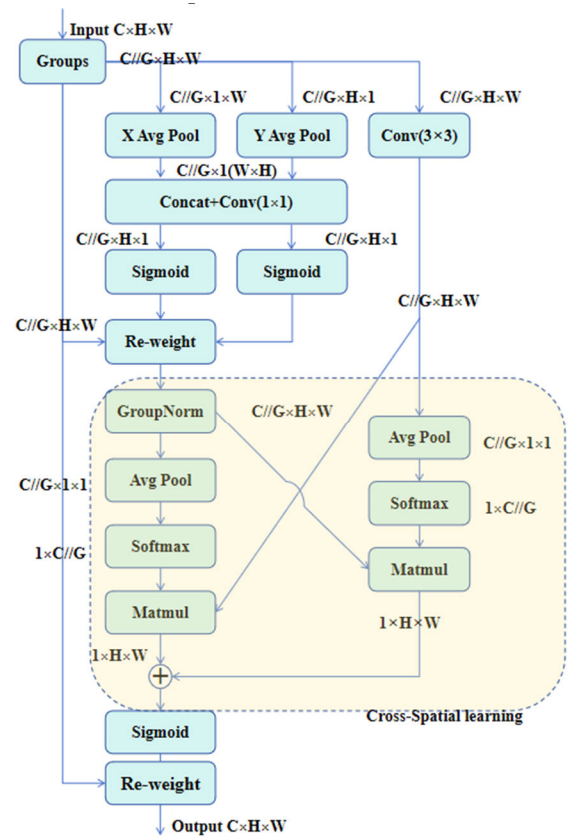 Input C×H×W
Groups
C//G×H×W
C//G×1×W
C//G×H×1
C//G×H×W
X Avg Pool
Y Avg Pool
Conv(3×3)
C//G×1(W×H)
Concat+Conv(1×1)
C//G×H×1
C//G×H×1
Sigmoid
Sigmoid
C//G×H×W
C//G×H×W
Re-weight
GroupNorm
C//G×H×W
Avg Pool
C//G×1×1
Avg Pool
C//G×1×1
Softmax
1×C//G
Softmax
1×C//G
Matmul
Matmul
1×H×W
1×H×W
+
Cross-Spatial learning
Sigmoid
Re-weight
Output C×H×W